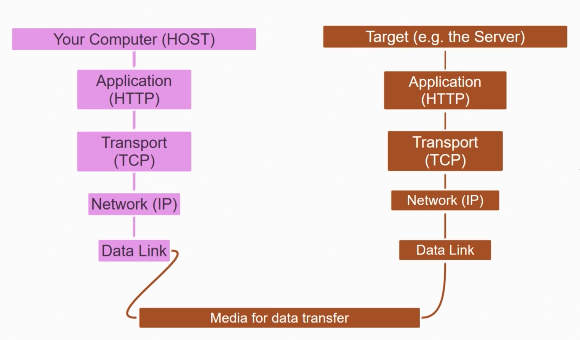 Your Computer (HOST)
Application
(HTTP)
Transport
(TCP)
Network (IP)
Data Link
Target (e.g. the Server)
Application
(HTTP)
Transport
(TCP)
Network (IP)
Data Link
Media for data transfer